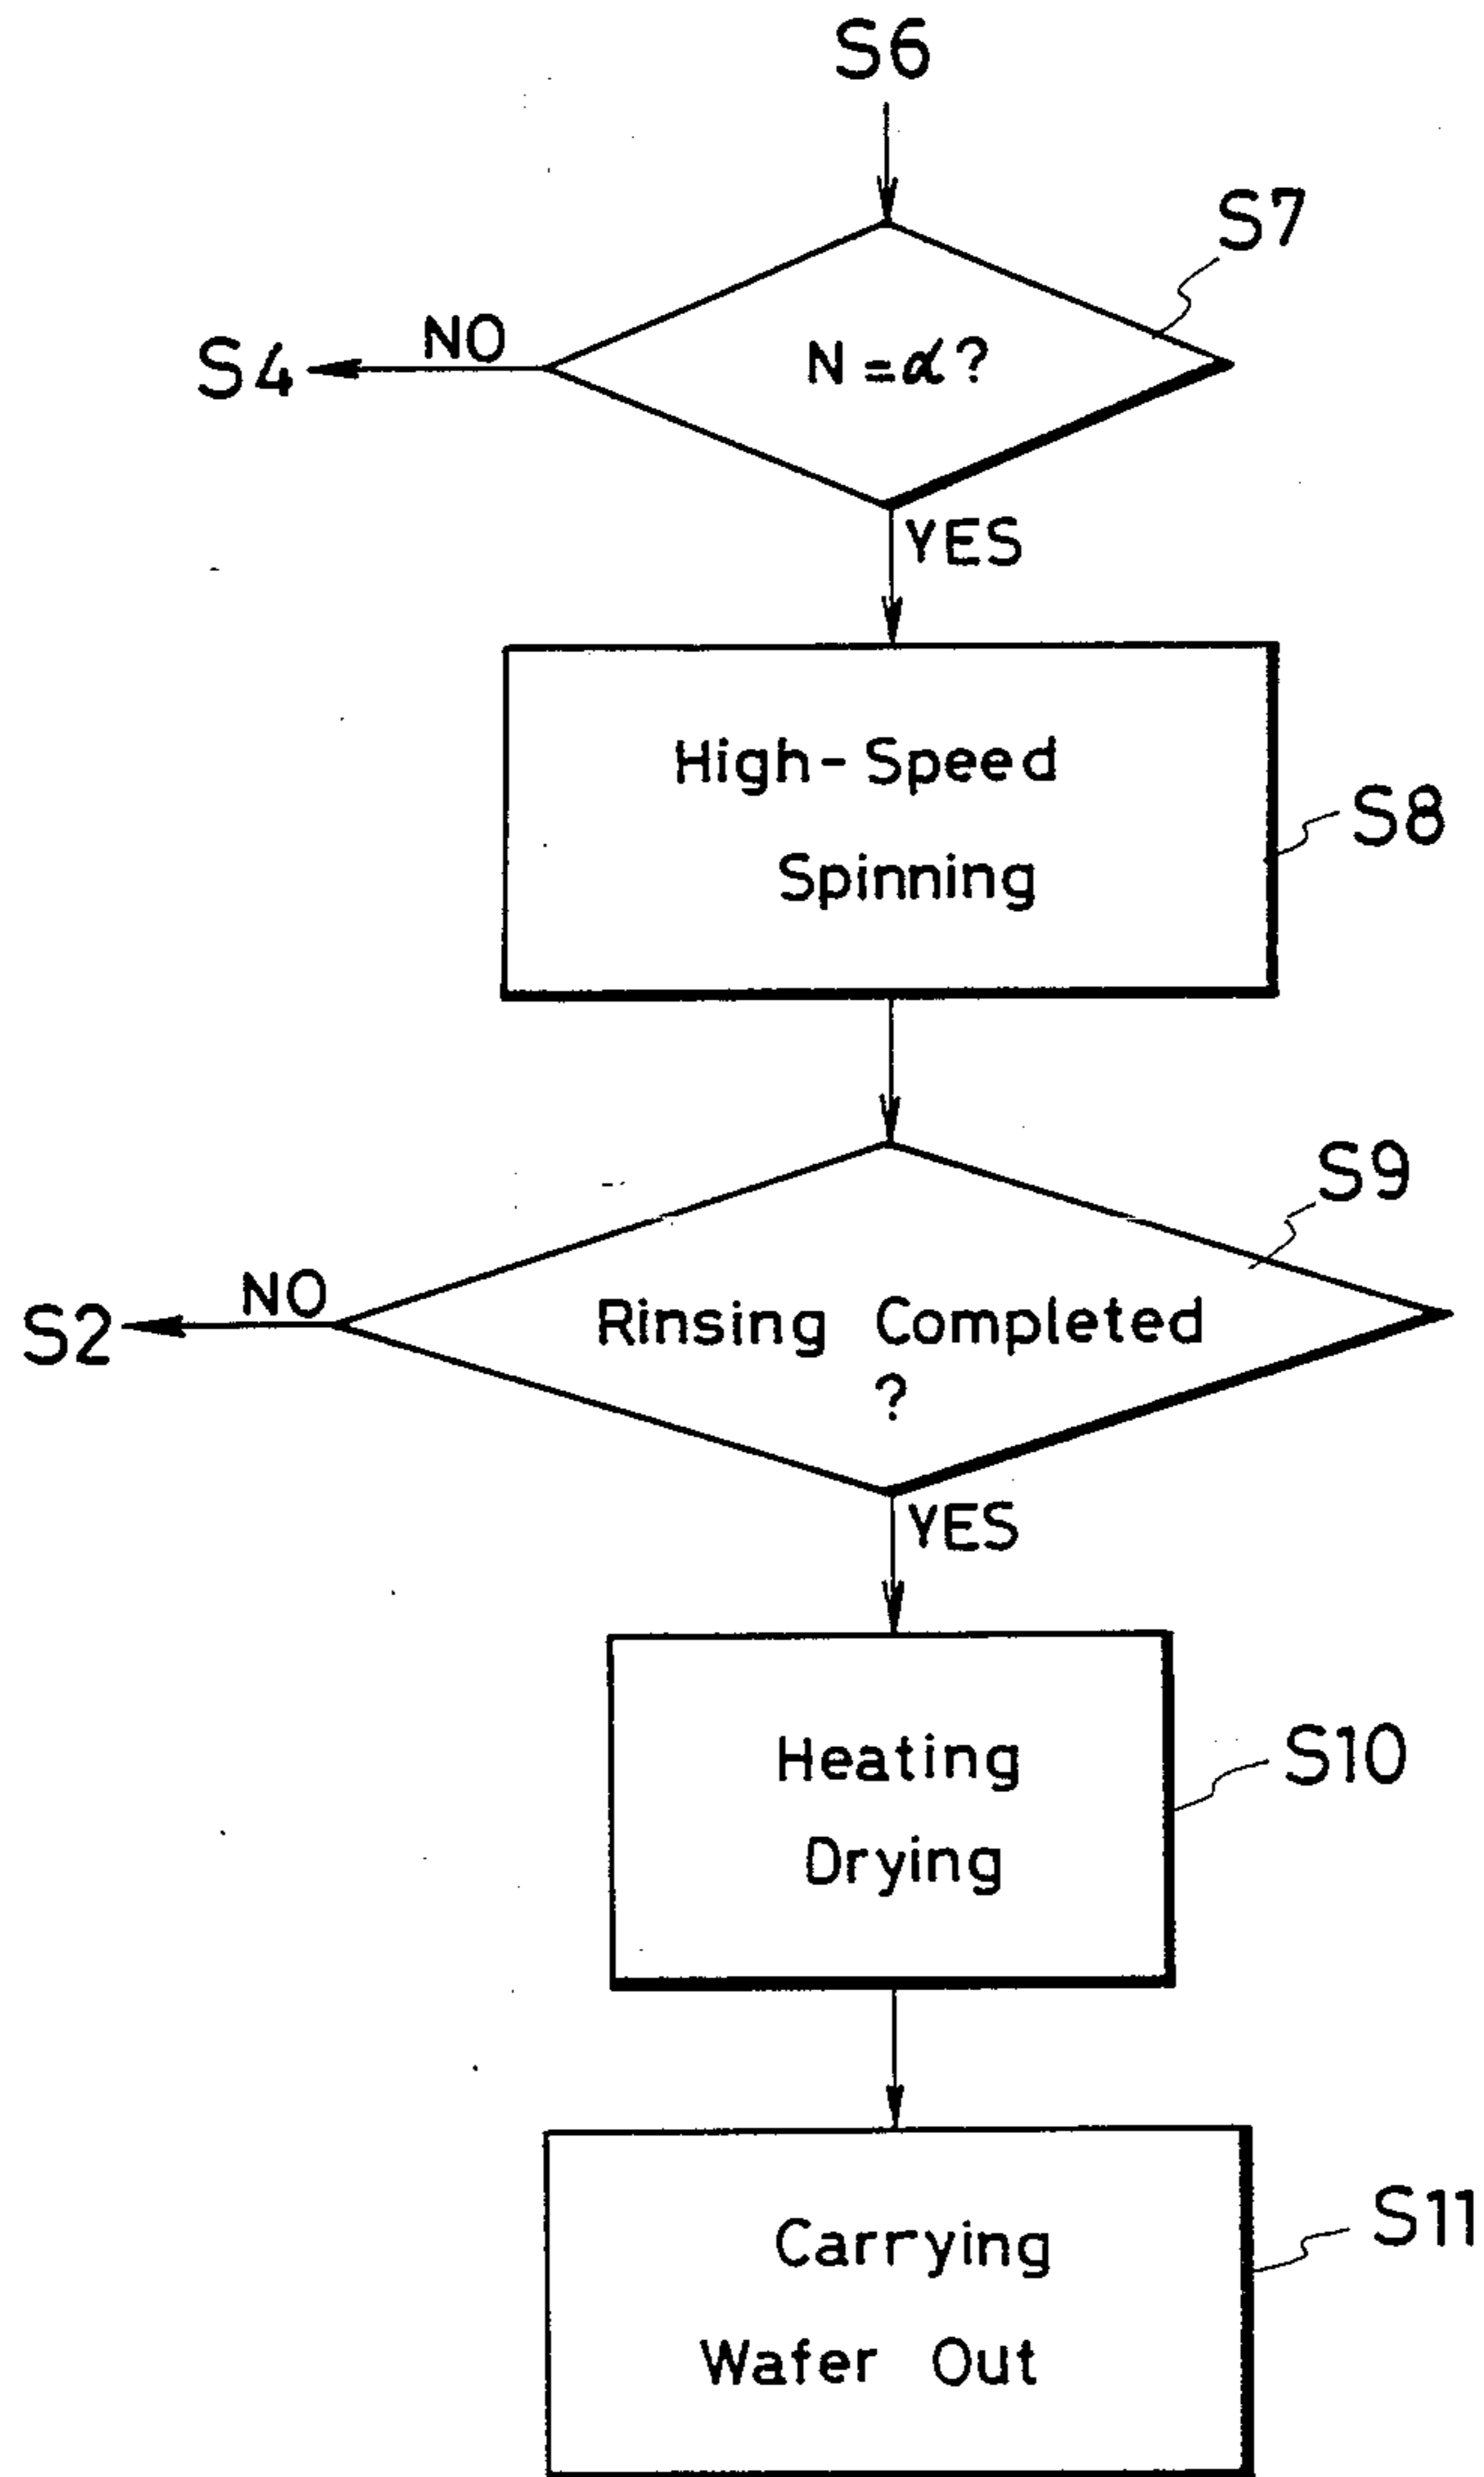 S6
S7
N=α?
NO
S4
YES
High-Speed
Spinning
S8
S9
Rinsing Completed
?
NO
S2
YES
Heating
Drying
S10
Carrying
Wafer Out
S11